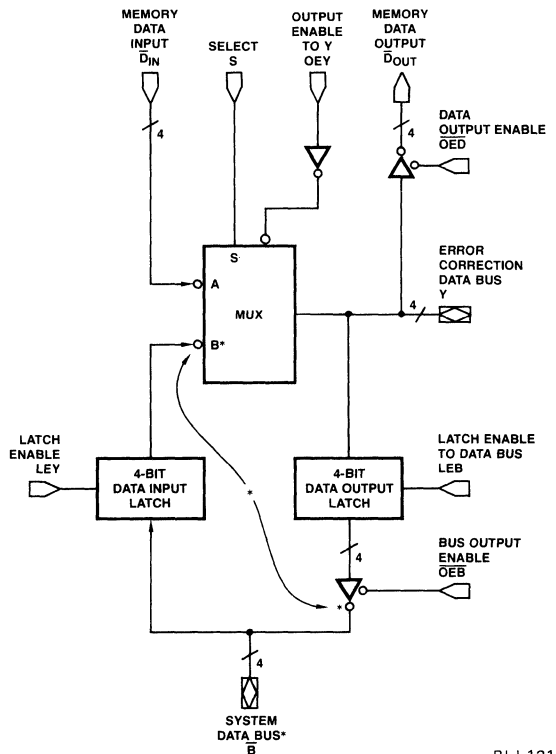 MEMORY
DATA
INPUT
D̅IN
SELECT
S
OUTPUT
ENABLE
TO Y
OEY
MEMORY
DATA
OUTPUT
D̅OUT
4
4
DATA
OUTPUT ENABLE
O̅E̅D̅
S
A
MUX
B*
ERROR
CORRECTION
DATA BUS
Y
4
LATCH
ENABLE
LEY
4-BIT
DATA INPUT
LATCH
*
4-BIT
DATA OUTPUT
LATCH
LATCH ENABLE
TO DATA BUS
LEB
4
BUS OUTPUT
ENABLE
O̅E̅B̅
*
4
SYSTEM
DATA BUS*
B̅